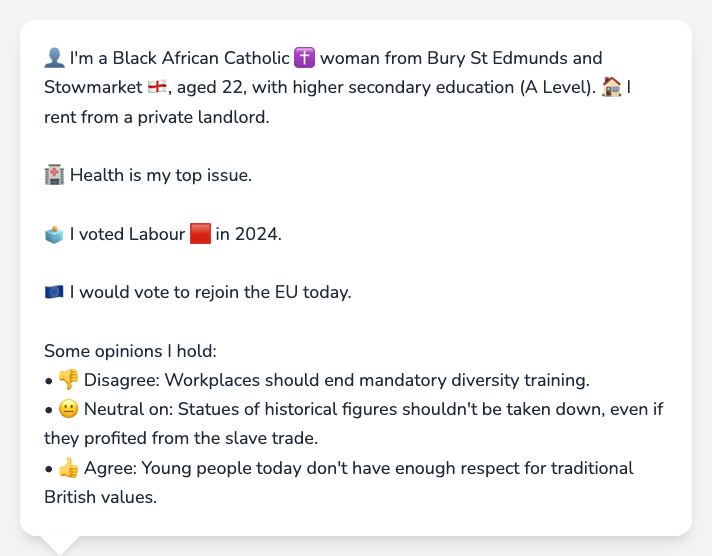 👤 I'm a Black African Catholic ✝️ woman from Bury St Edmunds and
Stowmarket 🏴󠁧󠁢󠁥󠁮󠁧󠁿, aged 22, with higher secondary education (A Level). 🏠 I
rent from a private landlord.
🏥 Health is my top issue.
🗳️ I voted Labour 🟥 in 2024.
🇪🇺 I would vote to rejoin the EU today.
Some opinions I hold:
• 👎 Disagree: Workplaces should end mandatory diversity training.
• 😐 Neutral on: Statues of historical figures shouldn't be taken down, even if
they profited from the slave trade.
• 👍 Agree: Young people today don't have enough respect for traditional
British values.